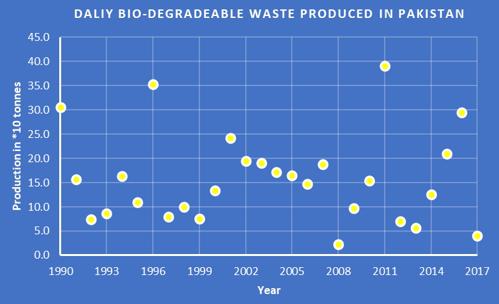 DALIY BIO-DEGRADEABLE WASTE PRODUCED IN PAKISTAN
45.0
40.0
35.0
30.0
25.0
20.0
15.0
10.0
5.0
0.0
Production in *10 tonnes
1990 1993 1996 1999 2002 2005 2008 2011 2014 2017
Year